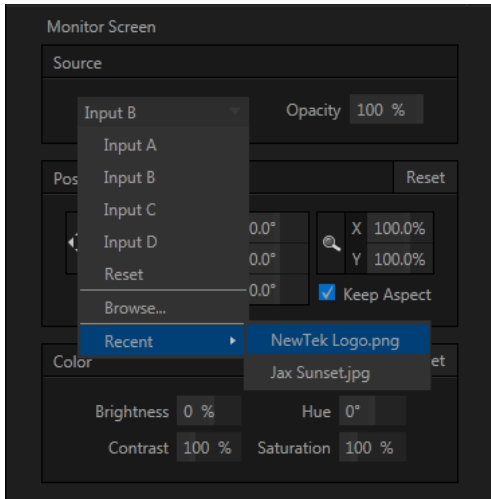 Monitor Screen
Source
Input B
Opacity 100 %
Input A
Input B
Input C
Input D
Reset
Browse...
Recent
NewTek Logo.png
Jax Sunset.jpg
Pos
Reset
0.0°
X 100.0%
0.0°
Y 100.0%
0.0°
Keep Aspect
Color
et
Brightness 0 %
Hue 0°
Contrast 100 %
Saturation 100 %